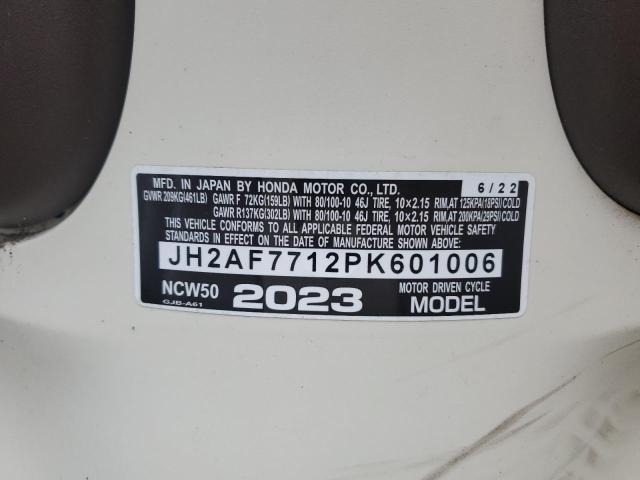 MFD. IN JAPAN BY HONDA MOTOR CO., LTD. 6/22
GVWR 209KG(461LB) GAWR F 72KG(159LB) WITH 80/100-10 46J TIRE, 10×2.15 RIM, AT 125KPA(18PSI)COLD
GAWR R137KG(302LB) WITH 80/100-10 46J TIRE, 10×2.15 RIM, AT 200KPA(29PSI)COLD
THIS VEHICLE CONFORMS TO ALL APPLICABLE FEDERAL MOTOR VEHICLE SAFETY
STANDARDS IN EFFECT ON THE DATE OF MANUFACTURE SHOWN ABOVE.
JH2AF7712PK601006
NCW50 2023 MOTOR DRIVEN CYCLE
GJB-A61 MODEL